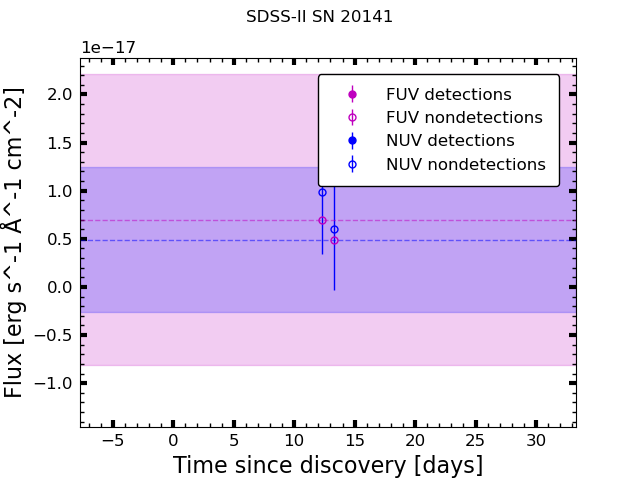 SDSS-II SN 20141
1e−17
FUV detections
FUV nondetections
NUV detections
NUV nondetections
2.0
1.5
1.0
0.5
0.0
−0.5
−1.0
Flux [erg s^-1 Å^-1 cm^-2]
−5 0 5 10 15 20 25 30
Time since discovery [days]